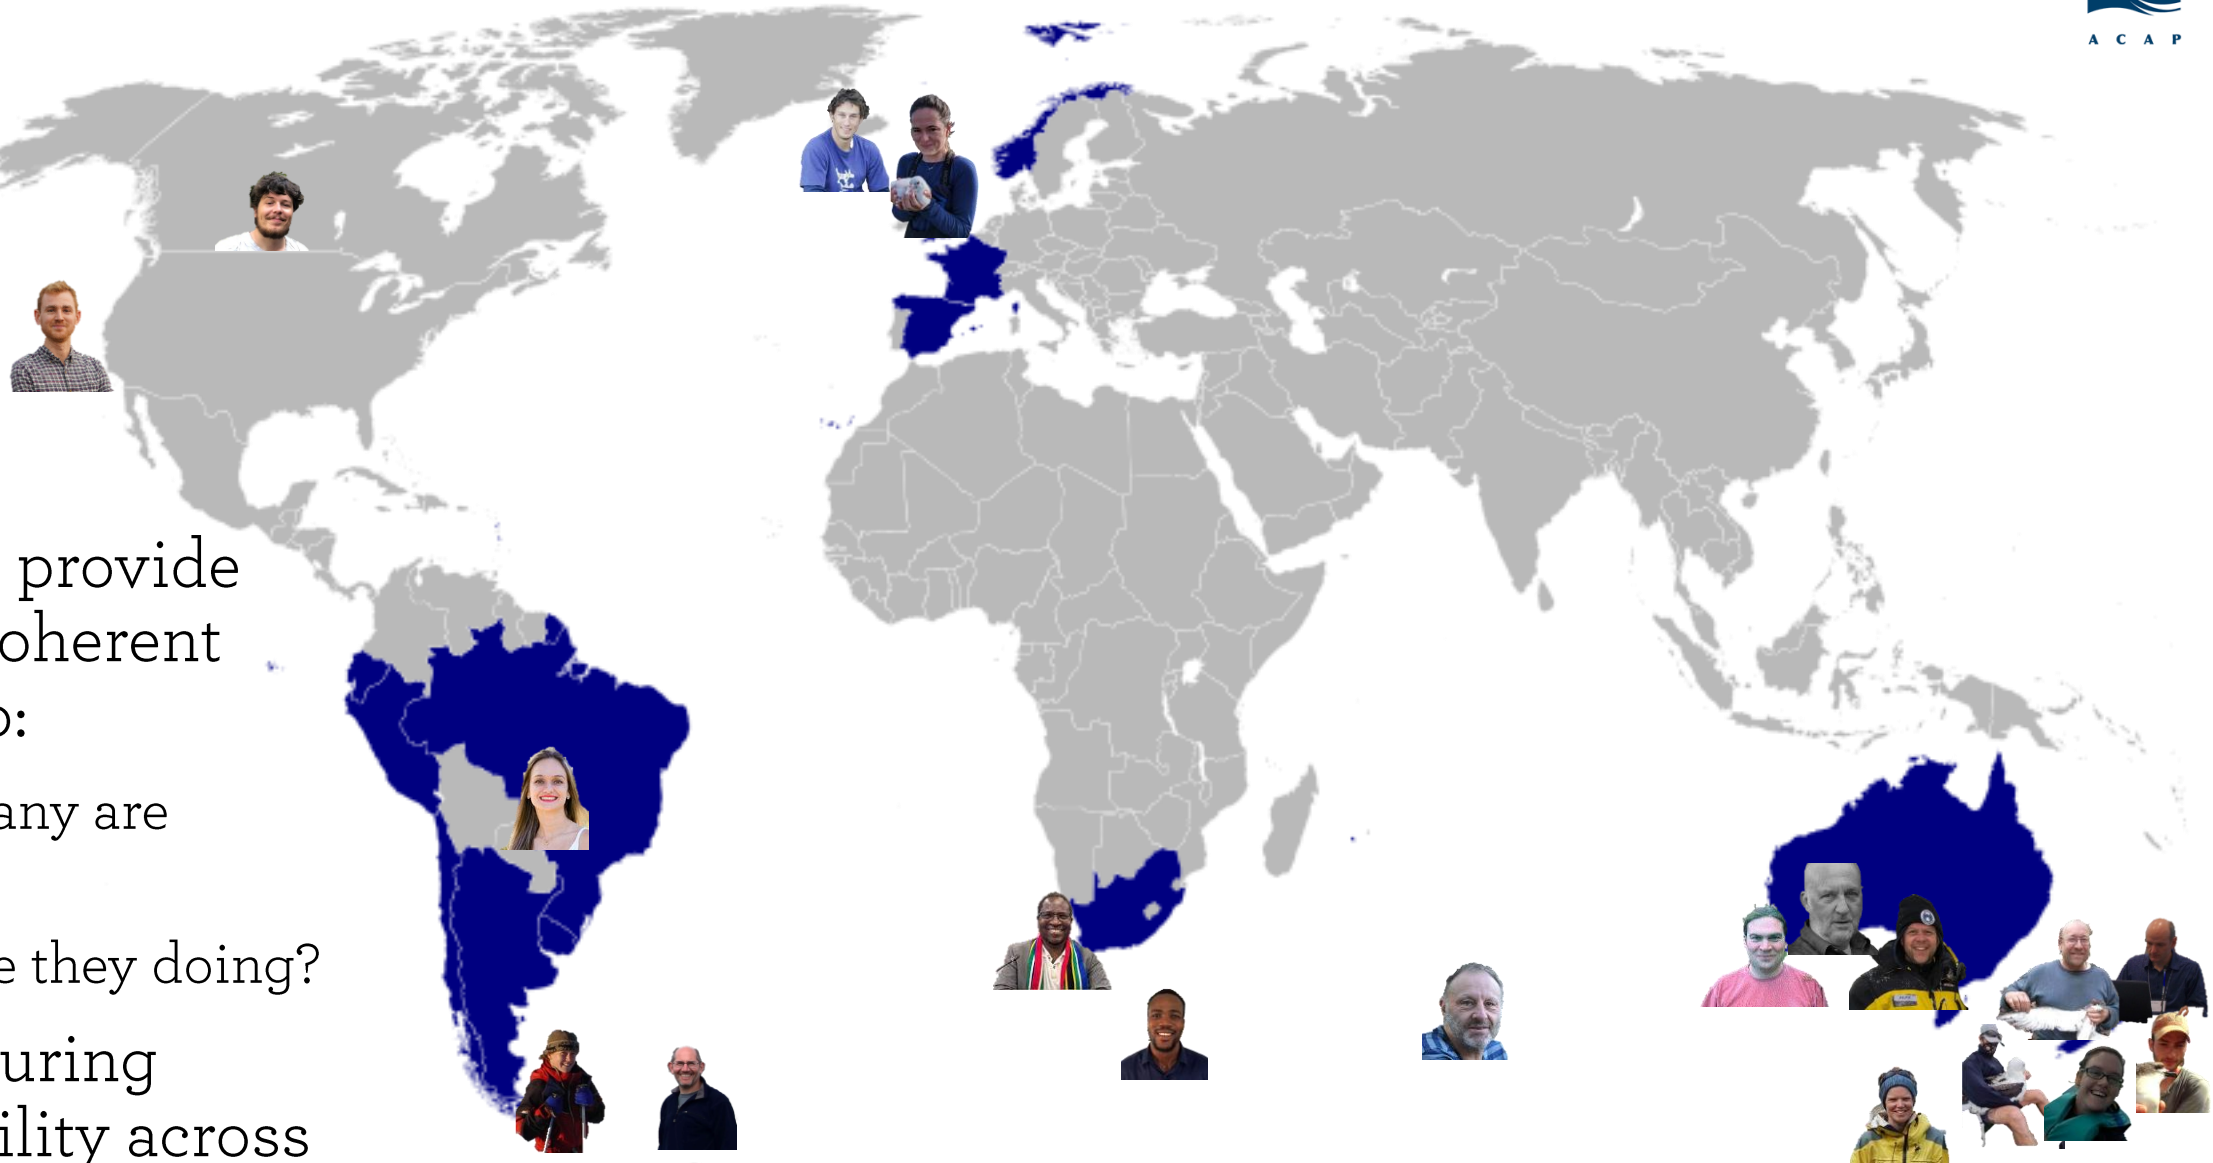 A C A P
provide
oherent
o:
any are
e they doing?
uring
ility across